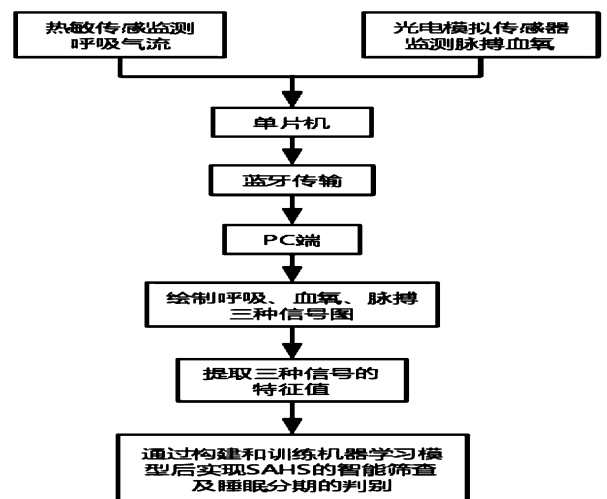 热敏传感监测
呼吸气流
光电模拟传感器
监测脉搏血氧
单片机
蓝牙传输
PC端
绘制呼吸、血氧、脉搏
三种信号图
提取三种信号的
特征值
通过构建和训练机器学习模
型后实现SAHS的智能筛查
及睡眠分期的判别